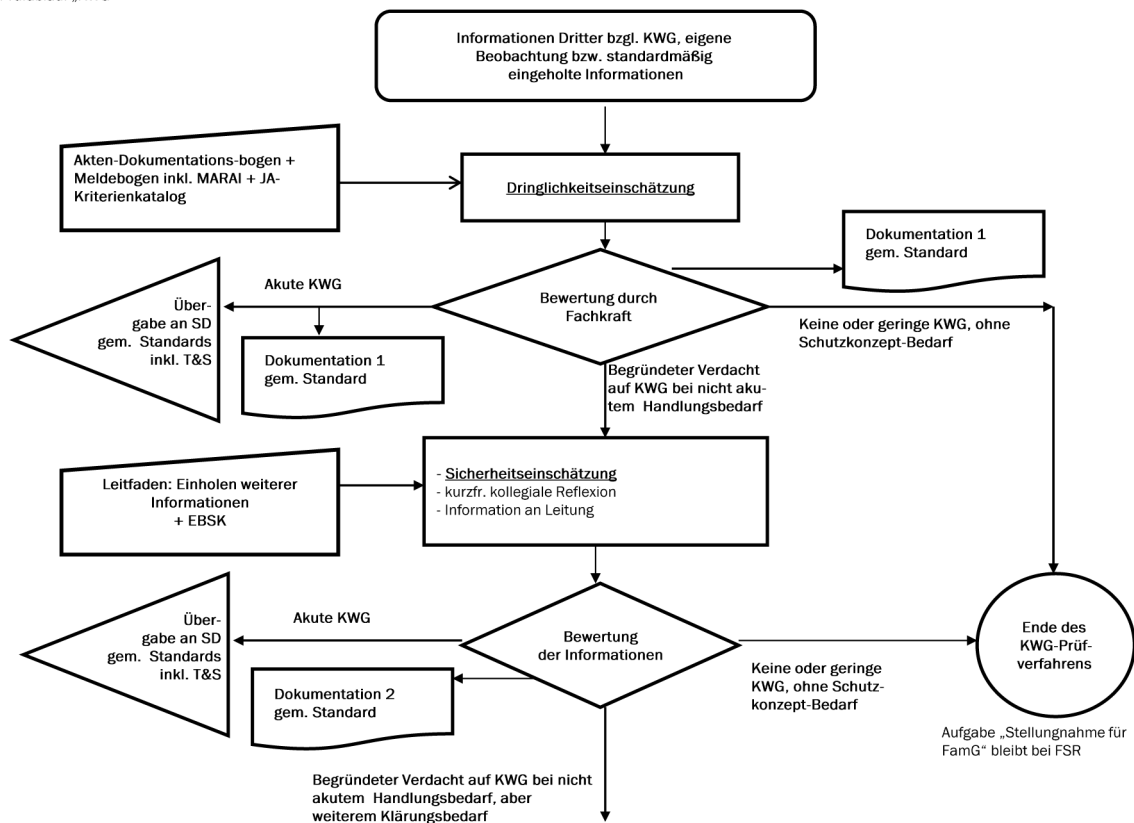 Informationen Dritter bzgl. KWG, eigene
Beobachtung bzw. standardmäßig
eingeholte Informationen
Akten-Dokumentations-bogen +
Meldebogen inkl. MARAI + JA-
Kriterienkatalog
Dringlichkeitseinschätzung
Dokumentation 1
gem. Standard
Akute KWG
Bewertung durch
Fachkraft
Über-
gabe an SD
gem. Standards
inkl. T&S
Keine oder geringe KWG, ohne
Schutzkonzept-Bedarf
Dokumentation 1
gem. Standard
Begründeter Verdacht
auf KWG bei nicht aku-
tem Handlungsbedarf
Leitfaden: Einholen weiterer
Informationen
+ EBSK
- Sicherheitseinschätzung
- kurzfr. kollegiale Reflexion
- Information an Leitung
Über-
gabe an SD
gem. Standards
inkl. T&S
Akute KWG
Bewertung
der Informationen
Ende des
KWG-Prüf-
verfahrens
Keine oder geringe
KWG, ohne Schutz-
konzept-Bedarf
Dokumentation 2
gem. Standard
Aufgabe „Stellungnahme für
FamG“ bleibt bei FSR
Begründeter Verdacht auf KWG bei nicht
akutem Handlungsbedarf, aber
weiterem Klärungsbedarf